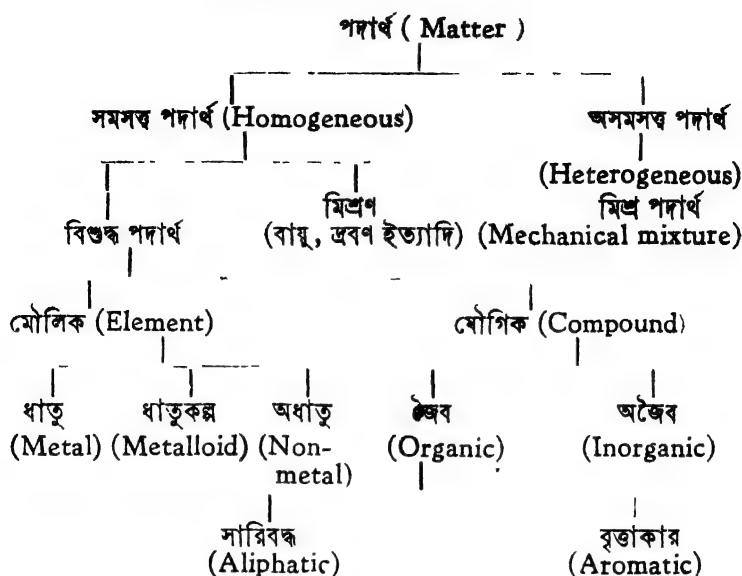 পদার্থ ( Matter )
সমসত্ত্ব পদার্থ (Homogeneous) অসমসত্ত্ব পদার্থ
(Heterogeneous)
বিশুদ্ধ পদার্থ মিশ্রণ মিশ্র পদার্থ
(বায়ু, দ্রবণ ইত্যাদি) (Mechanical mixture)
মৌলিক (Element) যৌগিক (Compound)
ধাতু ধাতুকল্প অধাতু জৈব অজৈব
(Metal) (Metalloid) (Non- (Organic) (Inorganic)
metal)
সারিবদ্ধ বৃত্তাকার
(Aliphatic) (Aromatic)